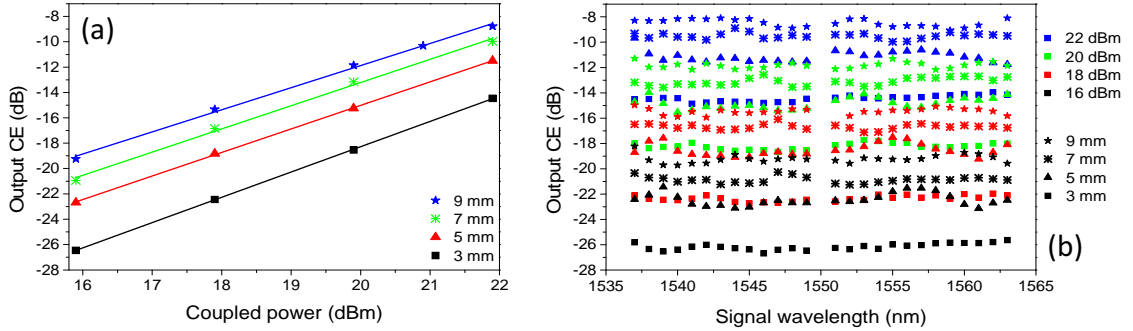 (a)
Output CE (dB)
-8
-10
-12
-14
-16
-18
-20
-22
-24
-26
-28
16 17 18 19 20 21 22
Coupled power (dBm)
9 mm
7 mm
5 mm
3 mm
(b)
Output CE (dB)
-8
-10
-12
-14
-16
-18
-20
-22
-24
-26
-28
1535 1540 1545 1550 1555 1560 1565
Signal wavelength (nm)
22 dBm
20 dBm
18 dBm
16 dBm
9 mm
7 mm
5 mm
3 mm